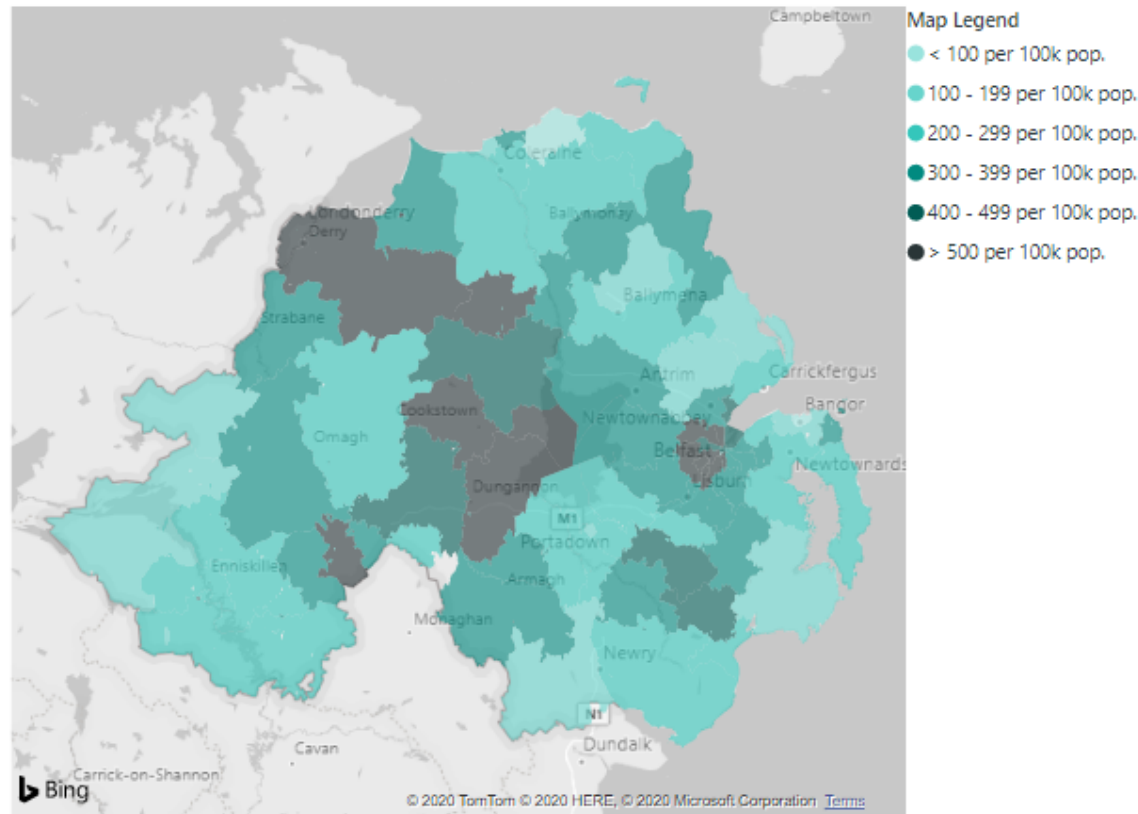 Campbeltown
Map Legend
< 100 per 100k pop.
100 - 199 per 100k pop.
200 - 299 per 100k pop.
300 - 399 per 100k pop.
400 - 499 per 100k pop.
> 500 per 100k pop.
Coleraine
Londonderry
Derry
Ballymoney
Ballymena
Strabane
Antrim
Carrickfergus
Bangor
Cookstown
Newtownabbey
Omagh
Belfast
Newtownards
Lisburn
Dungannon
M1
Portadown
Enniskillen
Armagh
Monaghan
Newry
N1
Dundalk
Cavan
Carrick-on-Shannon
Bing
© 2020 TomTom © 2020 HERE, © 2020 Microsoft Corporation Terms